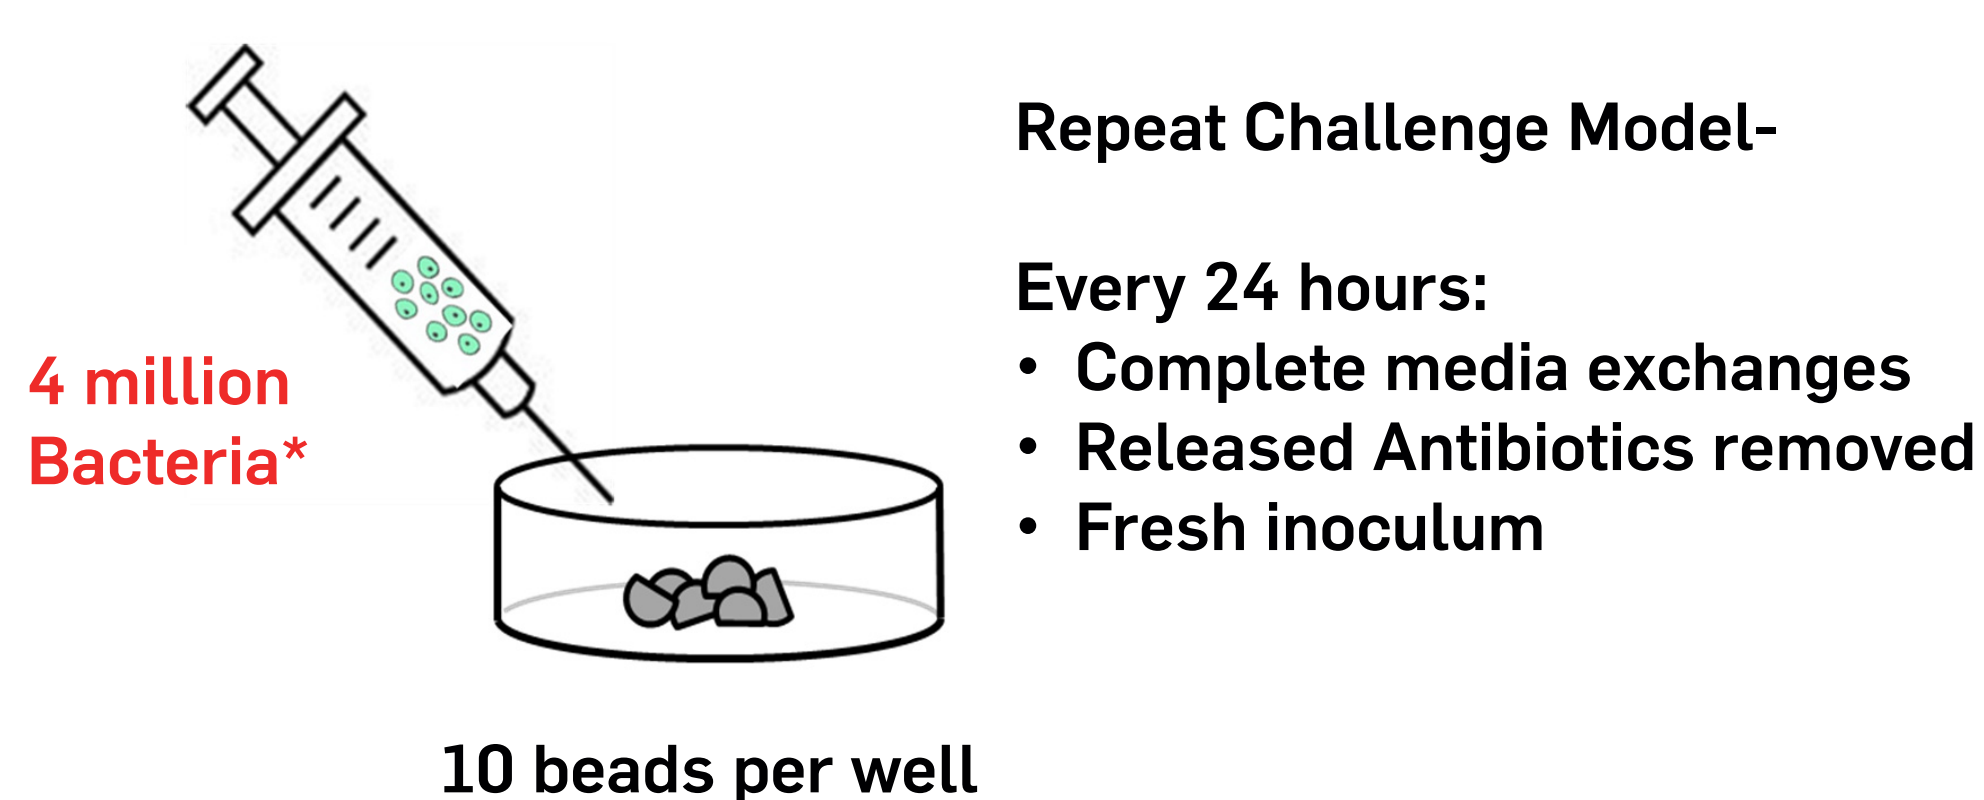 Repeat Challenge Model-
Every 24 hours:
• Complete media exchanges
• Released Antibiotics removed
• Fresh inoculum
4 million
Bacteria*
10 beads per well